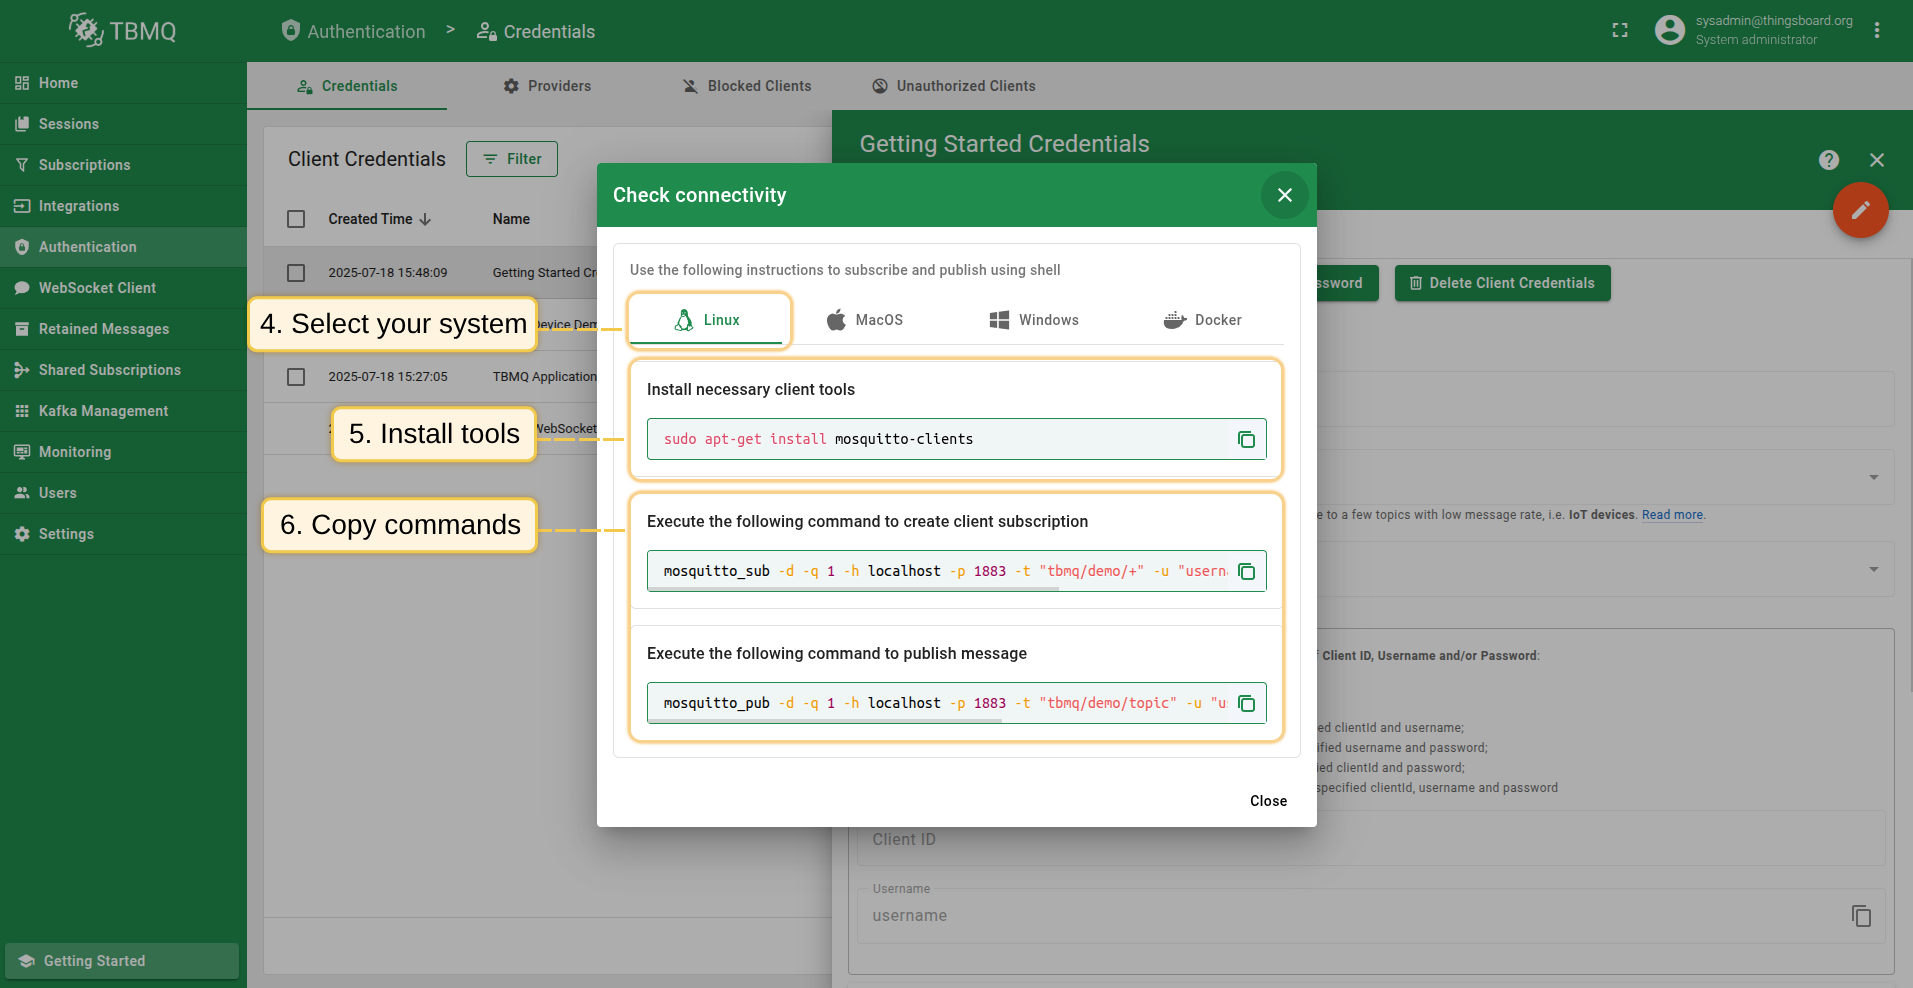 TBMQ
Authentication > Credentials
sysadmin@thingsboard.org
System administrator
Home
Sessions
Subscriptions
Integrations
Authentication
WebSocket Client
Retained Messages
Shared Subscriptions
Kafka Management
Monitoring
Users
Settings
Getting Started
Credentials
Providers
Blocked Clients
Unauthorized Clients
Client Credentials
Filter
Created Time
Name
2025-07-18 15:48:09
Getting Started Cr
Device Dem
2025-07-18 15:27:05
TBMQ Application
WebSocket
Getting Started Credentials
ssword
Delete Client Credentials
e to a few topics with low message rate, i.e. IoT devices. Read more.
Client ID, Username and/or Password:
ed clientId and username;
ified username and password;
ied clientId and password;
specified clientId, username and password
Client ID
Username
username
Check connectivity
Use the following instructions to subscribe and publish using shell
Linux
MacOS
Windows
Docker
Install necessary client tools
sudo apt-get install mosquitto-clients
Execute the following command to create client subscription
mosquitto_sub -d -q 1 -h localhost -p 1883 -t "tbmq/demo/+" -u "userna
Execute the following command to publish message
mosquitto_pub -d -q 1 -h localhost -p 1883 -t "tbmq/demo/topic" -u "u
Close
4. Select your system
5. Install tools
6. Copy commands